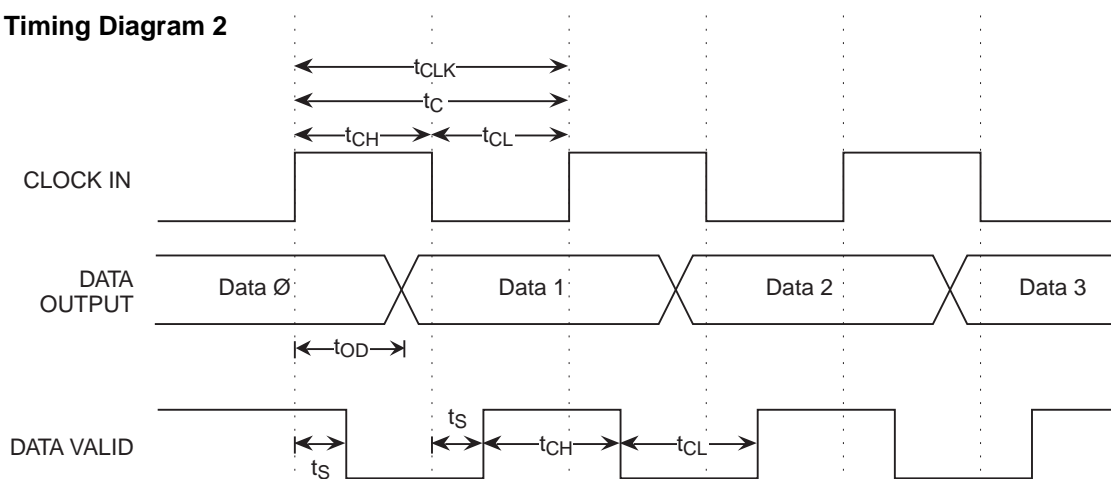 Timing Diagram 2
tCLK
tC
tCH
tCL
CLOCK IN
DATA
OUTPUT
Data Ø
Data 1
Data 2
Data 3
tOD
DATA VALID
tS
tS
tCH
tCL